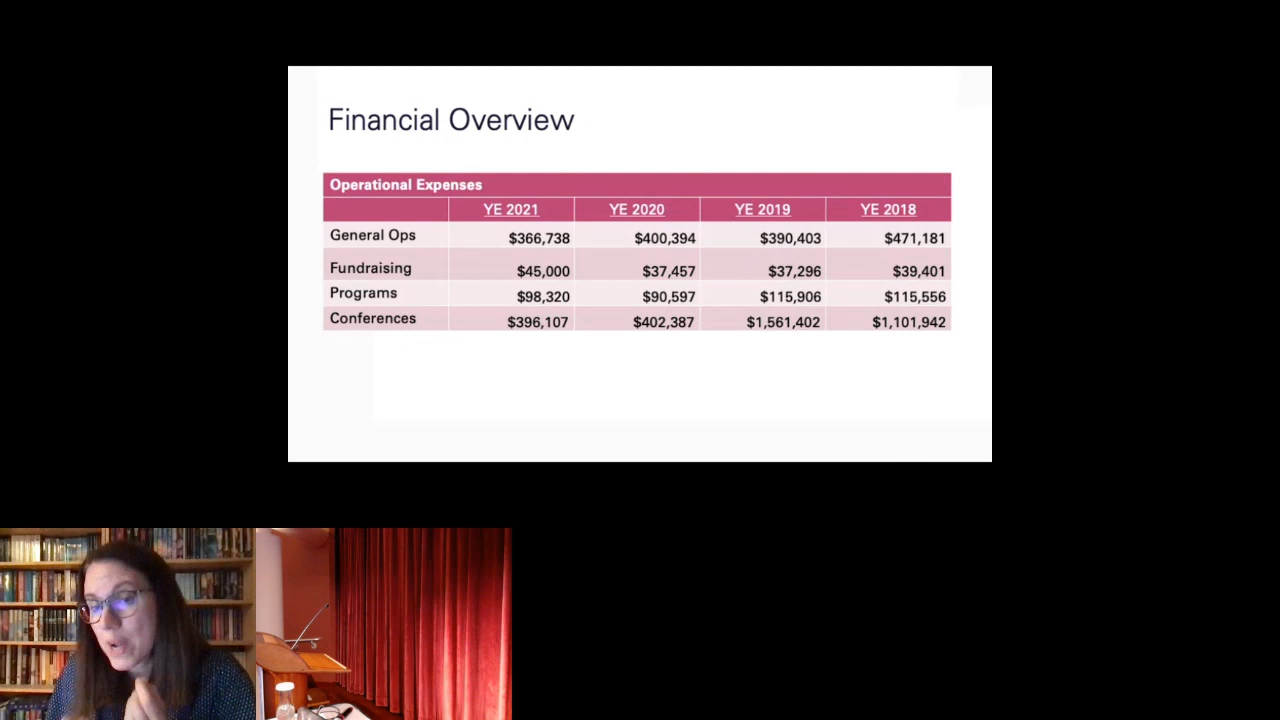 Financial Overview
Operational Expenses
YE 2021 YE 2020 YE 2019 YE 2018
General Ops $366,738 $400,394 $390,403 $471,181
Fundraising $45,000 $37,457 $37,296 $39,401
Programs $98,320 $90,597 $115,906 $115,556
Conferences $396,107 $402,387 $1,561,402 $1,101,942